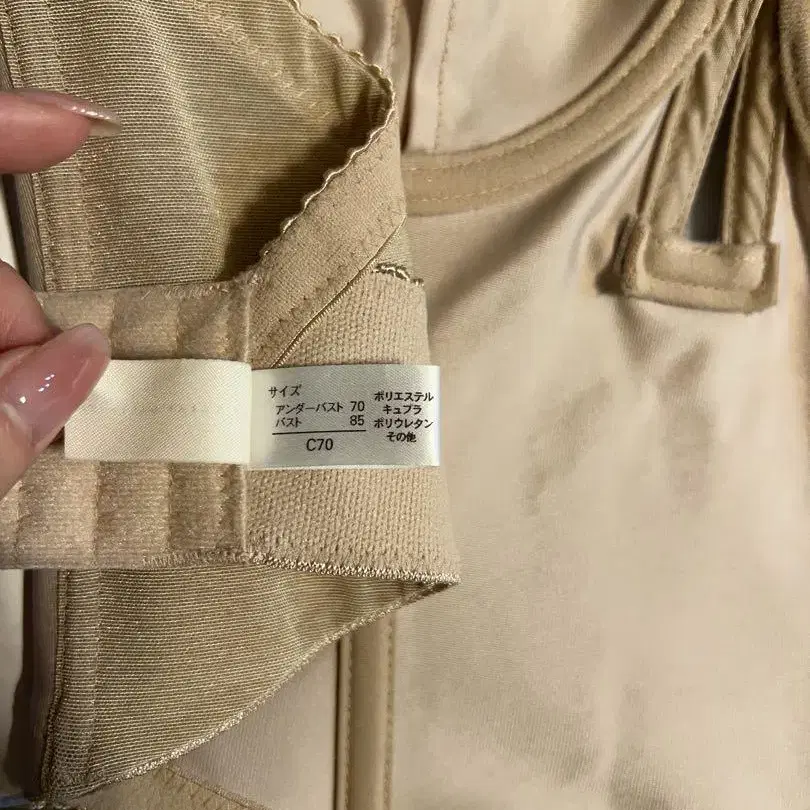 サイズ
アンダーバスト 70
バスト 85
C70
ポリエステル
キュプラ
ポリウレタン
その他